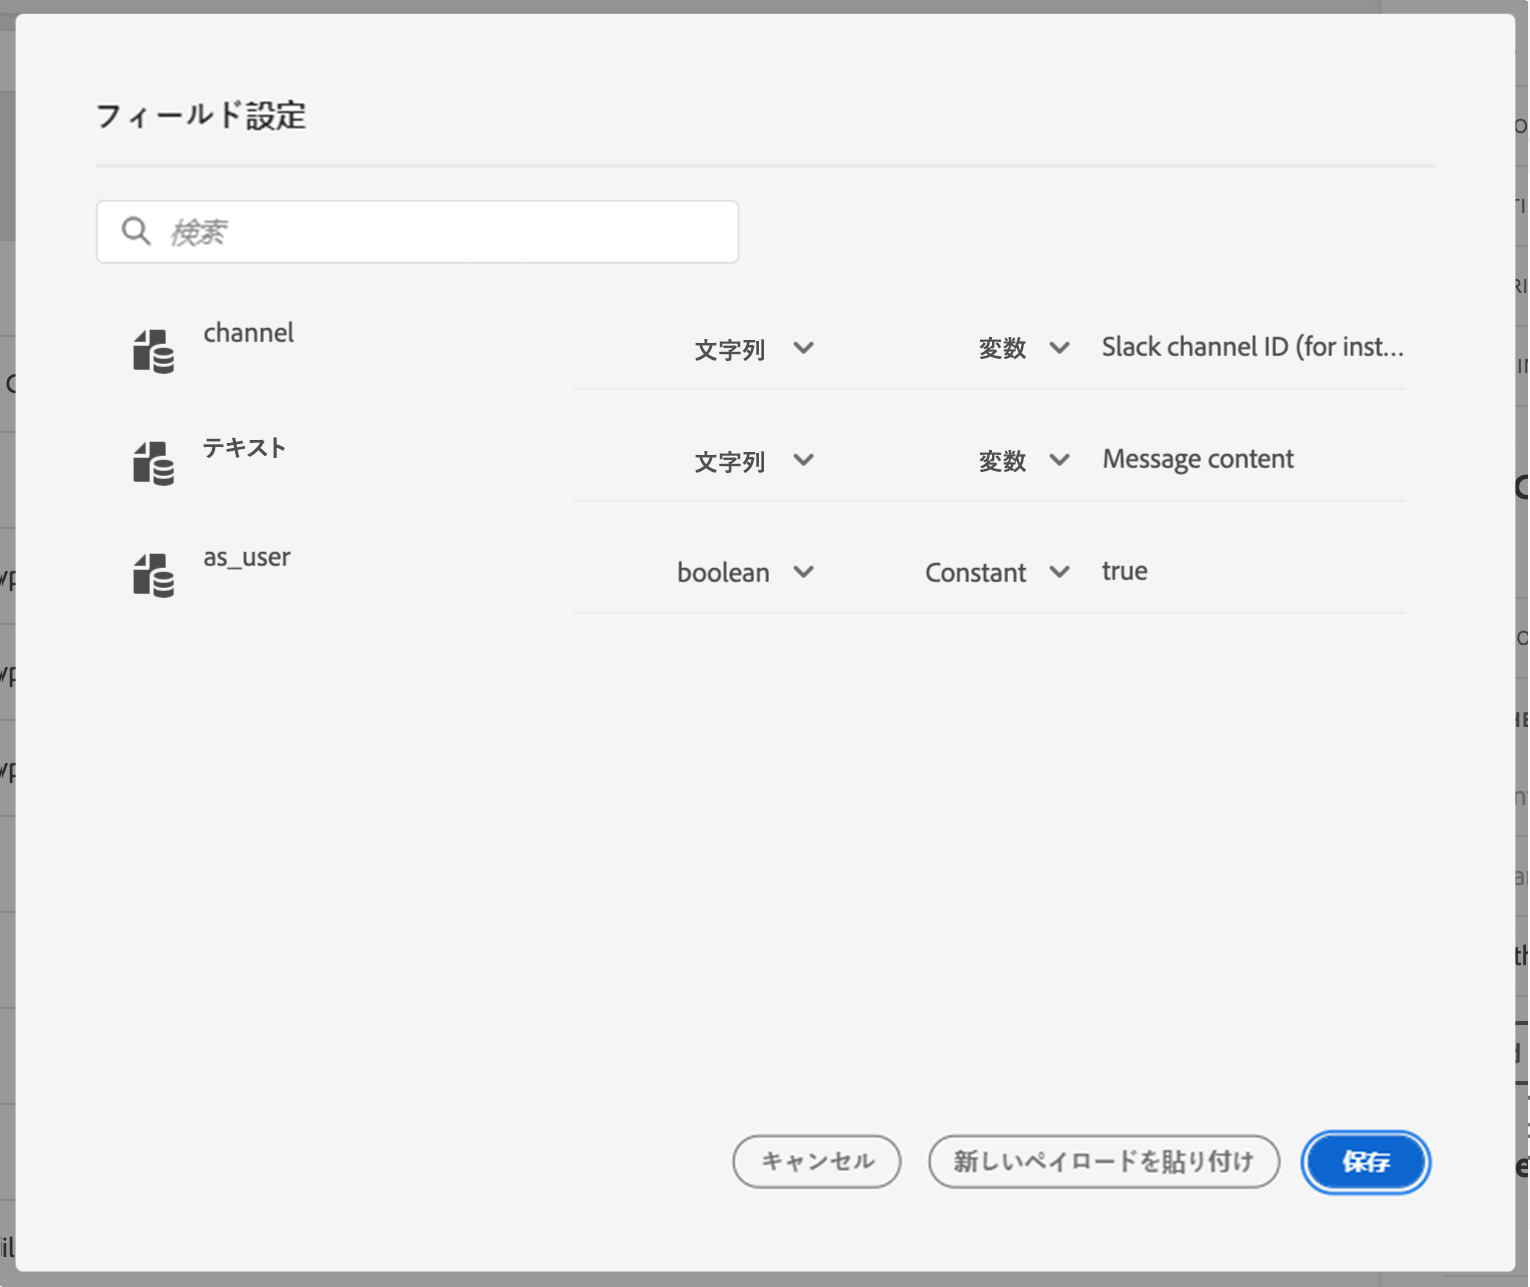 フィールド設定
検索
channel 文字列 変数 Slack channel ID (for inst...
テキスト 文字列 変数 Message content
as_user boolean Constant true
キャンセル 新しいペイロードを貼り付け 保存